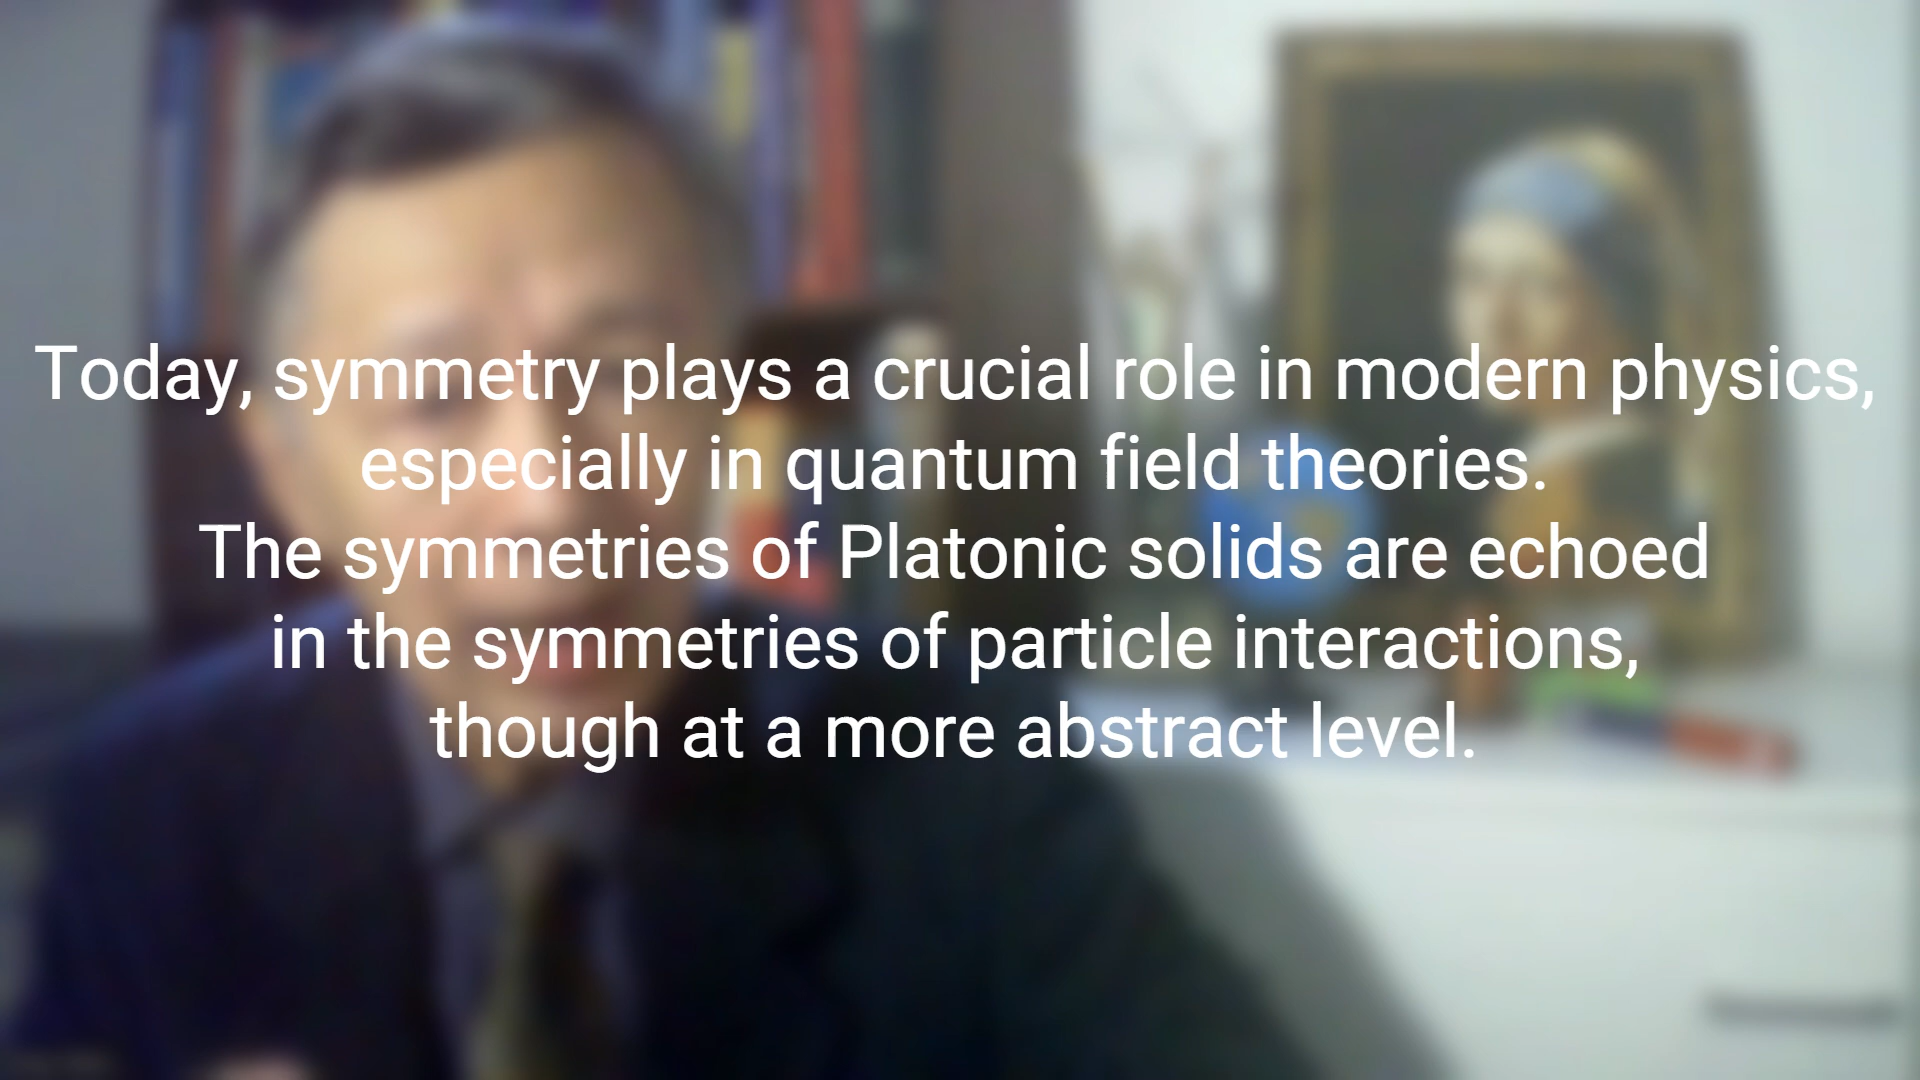 Today, symmetry plays a crucial role in modern physics,
especially in quantum field theories.
The symmetries of Platonic solids are echoed
in the symmetries of particle interactions,
though at a more abstract level.